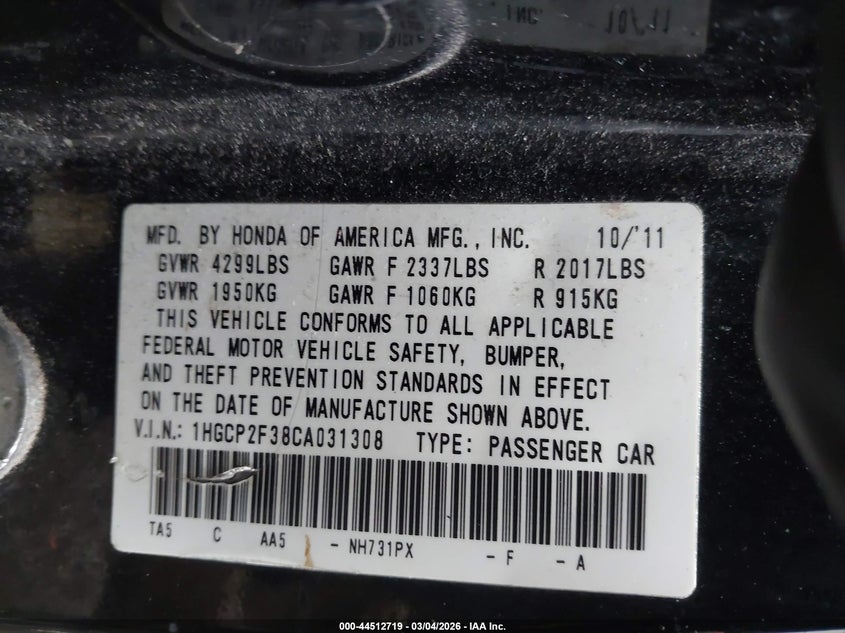 INC. 10/'11
MFD. BY HONDA OF AMERICA MFG., INC. 10/'11
GVWR 4299LBS GAWR F 2337LBS R 2017LBS
GVWR 1950KG GAWR F 1060KG R 915KG
THIS VEHICLE CONFORMS TO ALL APPLICABLE
FEDERAL MOTOR VEHICLE SAFETY, BUMPER,
AND THEFT PREVENTION STANDARDS IN EFFECT
ON THE DATE OF MANUFACTURE SHOWN ABOVE.
V.I.N.: 1HGCP2F38CA031308 TYPE: PASSENGER CAR
TA5 C AA5 - NH731PX - F - A
000-44512719 - 03/04/2026 - IAA Inc.